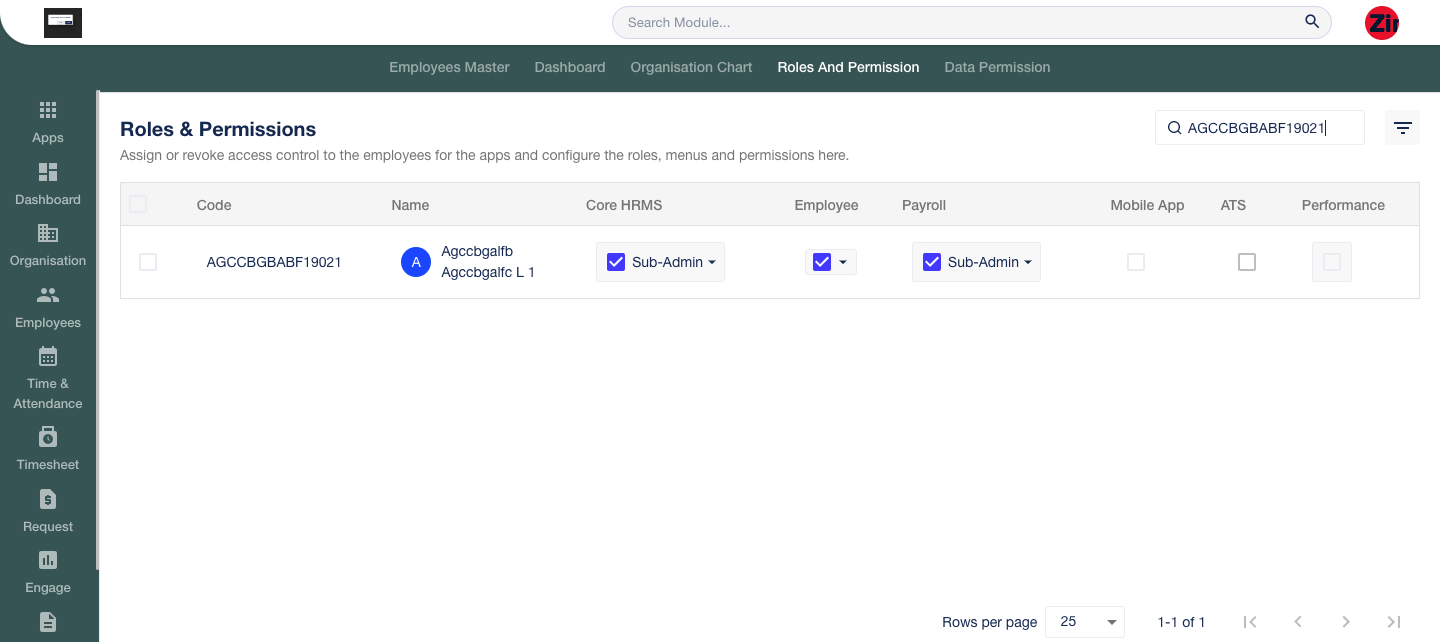 Search Module...
Zir
Employees Master Dashboard Organisation Chart Roles And Permission Data Permission
Apps
Dashboard
Organisation
Employees
Time &
Attendance
Timesheet
Request
Engage
Roles & Permissions
AGCCBGBABF19021
Assign or revoke access control to the employees for the apps and configure the roles, menus and permissions here.
Code Name Core HRMS Employee Payroll Mobile App ATS Performance
AGCCBGBABF19021 A Agccbgalfb Sub-Admin Sub-Admin
Agccbgalfc L 1
Rows per page 25 1-1 of 1